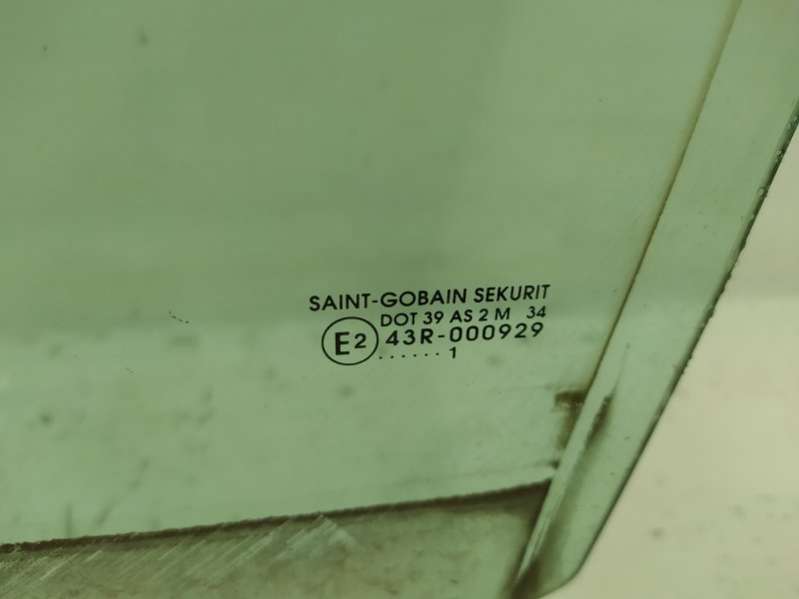 SAINT-GOBAIN SEKURIT
DOT 39 AS 2 M 34
E2 43R-000929
...... 1